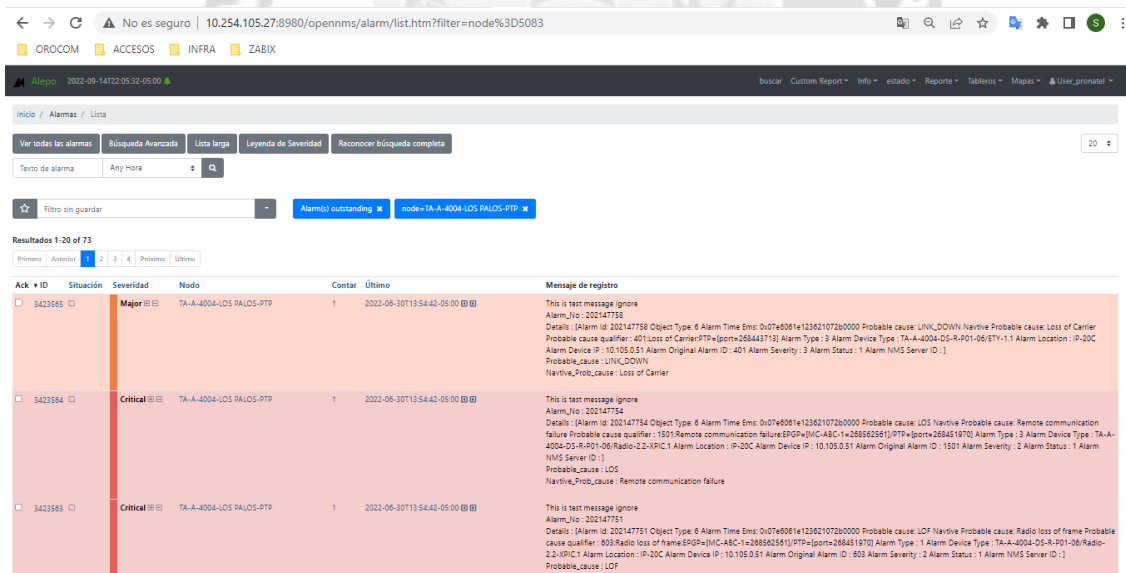 No es seguro | 10.254.105.27:8980/opennms/alarm/list.htm?filter=node%3D5083
S
OROCOM ACCESOS INFRA ZABIX
Alepo 2022-09-14T22:05:32-05:00 buscar Custom Report Info estado Reporte Tableros Mapas User_pronatel
Inicio / Alarmas / Lista
Ver todas las alarmas Búsqueda Avanzada Lista larga Leyenda de Severidad Reconocer búsqueda completa 20
Texto de alarma Any Hora
Filtro sin guardar Alarm(s) outstanding ✖ node=TA-A-4004-LOS PALOS-PTP ✖
Resultados 1-20 of 73
Primero Anterior 1 2 3 4 Próximo Último
Ack ▾ ID Situación Severidad Nodo Contar Último Mensaje de registro
3423565 Major TA-A-4004-LOS PALOS-PTP 1 2022-06-30T13:54:42-05:00 This is test message ignore
Alarm_No : 202147758
Details : [Alarm Id: 202147758 Object Type: 6 Alarm Time Ems: 0x07e6061e123621072b0000 Probable cause: LINK_DOWN Navtive Probable cause: Loss of Carrier
Probable cause qualifier : 401:Loss of Carrier:PTP=[port=268443713] Alarm Type : 3 Alarm Device Type : TA-A-4004-DS-R-P01-06/ETY-1.1 Alarm Location : IP-20C
Alarm Device IP : 10.105.0.51 Alarm Original Alarm ID : 401 Alarm Severity : 3 Alarm Status : 1 Alarm NMS Server ID : ]
Probable_cause : LINK_DOWN
Navtive_Prob_cause : Loss of Carrier
3423564 Critical TA-A-4004-LOS PALOS-PTP 1 2022-06-30T13:54:42-05:00 This is test message ignore
Alarm_No : 202147754
Details : [Alarm Id: 202147754 Object Type: 6 Alarm Time Ems: 0x07e6061e123621072b0000 Probable cause: LOS Navtive Probable cause: Remote communication
failure Probable cause qualifier : 1501:Remote communication failure:EPGP=[MC-ABC-1=268562561]/PTP=[port=268451970] Alarm Type : 3 Alarm Device Type : TA-A-
4004-DS-R-P01-06/Radio-2.2-XPIC.1 Alarm Location : IP-20C Alarm Device IP : 10.105.0.51 Alarm Original Alarm ID : 1501 Alarm Severity : 2 Alarm Status : 1 Alarm
NMS Server ID : ]
Probable_cause : LOS
Navtive_Prob_cause : Remote communication failure
3423563 Critical TA-A-4004-LOS PALOS-PTP 1 2022-06-30T13:54:42-05:00 This is test message ignore
Alarm_No : 202147751
Details : [Alarm Id: 202147751 Object Type: 6 Alarm Time Ems: 0x07e6061e123621072b0000 Probable cause: LOF Navtive Probable cause: Radio loss of frame Probable
cause qualifier : 603:Radio loss of frame:EPGP=[MC-ABC-1=268562561]/PTP=[port=268451970] Alarm Type : 1 Alarm Device Type : TA-A-4004-DS-R-P01-06/Radio-
2.2-XPIC.1 Alarm Location : IP-20C Alarm Device IP : 10.105.0.51 Alarm Original Alarm ID : 603 Alarm Severity : 2 Alarm Status : 1 Alarm NMS Server ID : ]
Probable_cause : LOF